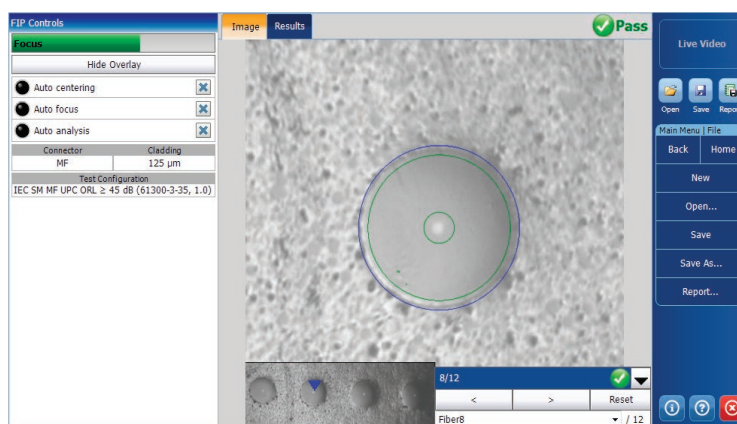 FIP Controls
Focus
Hide Overlay
Auto centering
Auto focus
Auto analysis
Connector Cladding
MF 125 µm
Test Configuration
IEC SM MF UPC ORL ≥ 45 dB (61300-3-35, 1.0)
Image Results
Pass
8/12
< > Reset
Fiber8 / 12
Live Video
Open Save Repor
Main Menu | File
Back Home
New
Open...
Save
Save As...
Report...